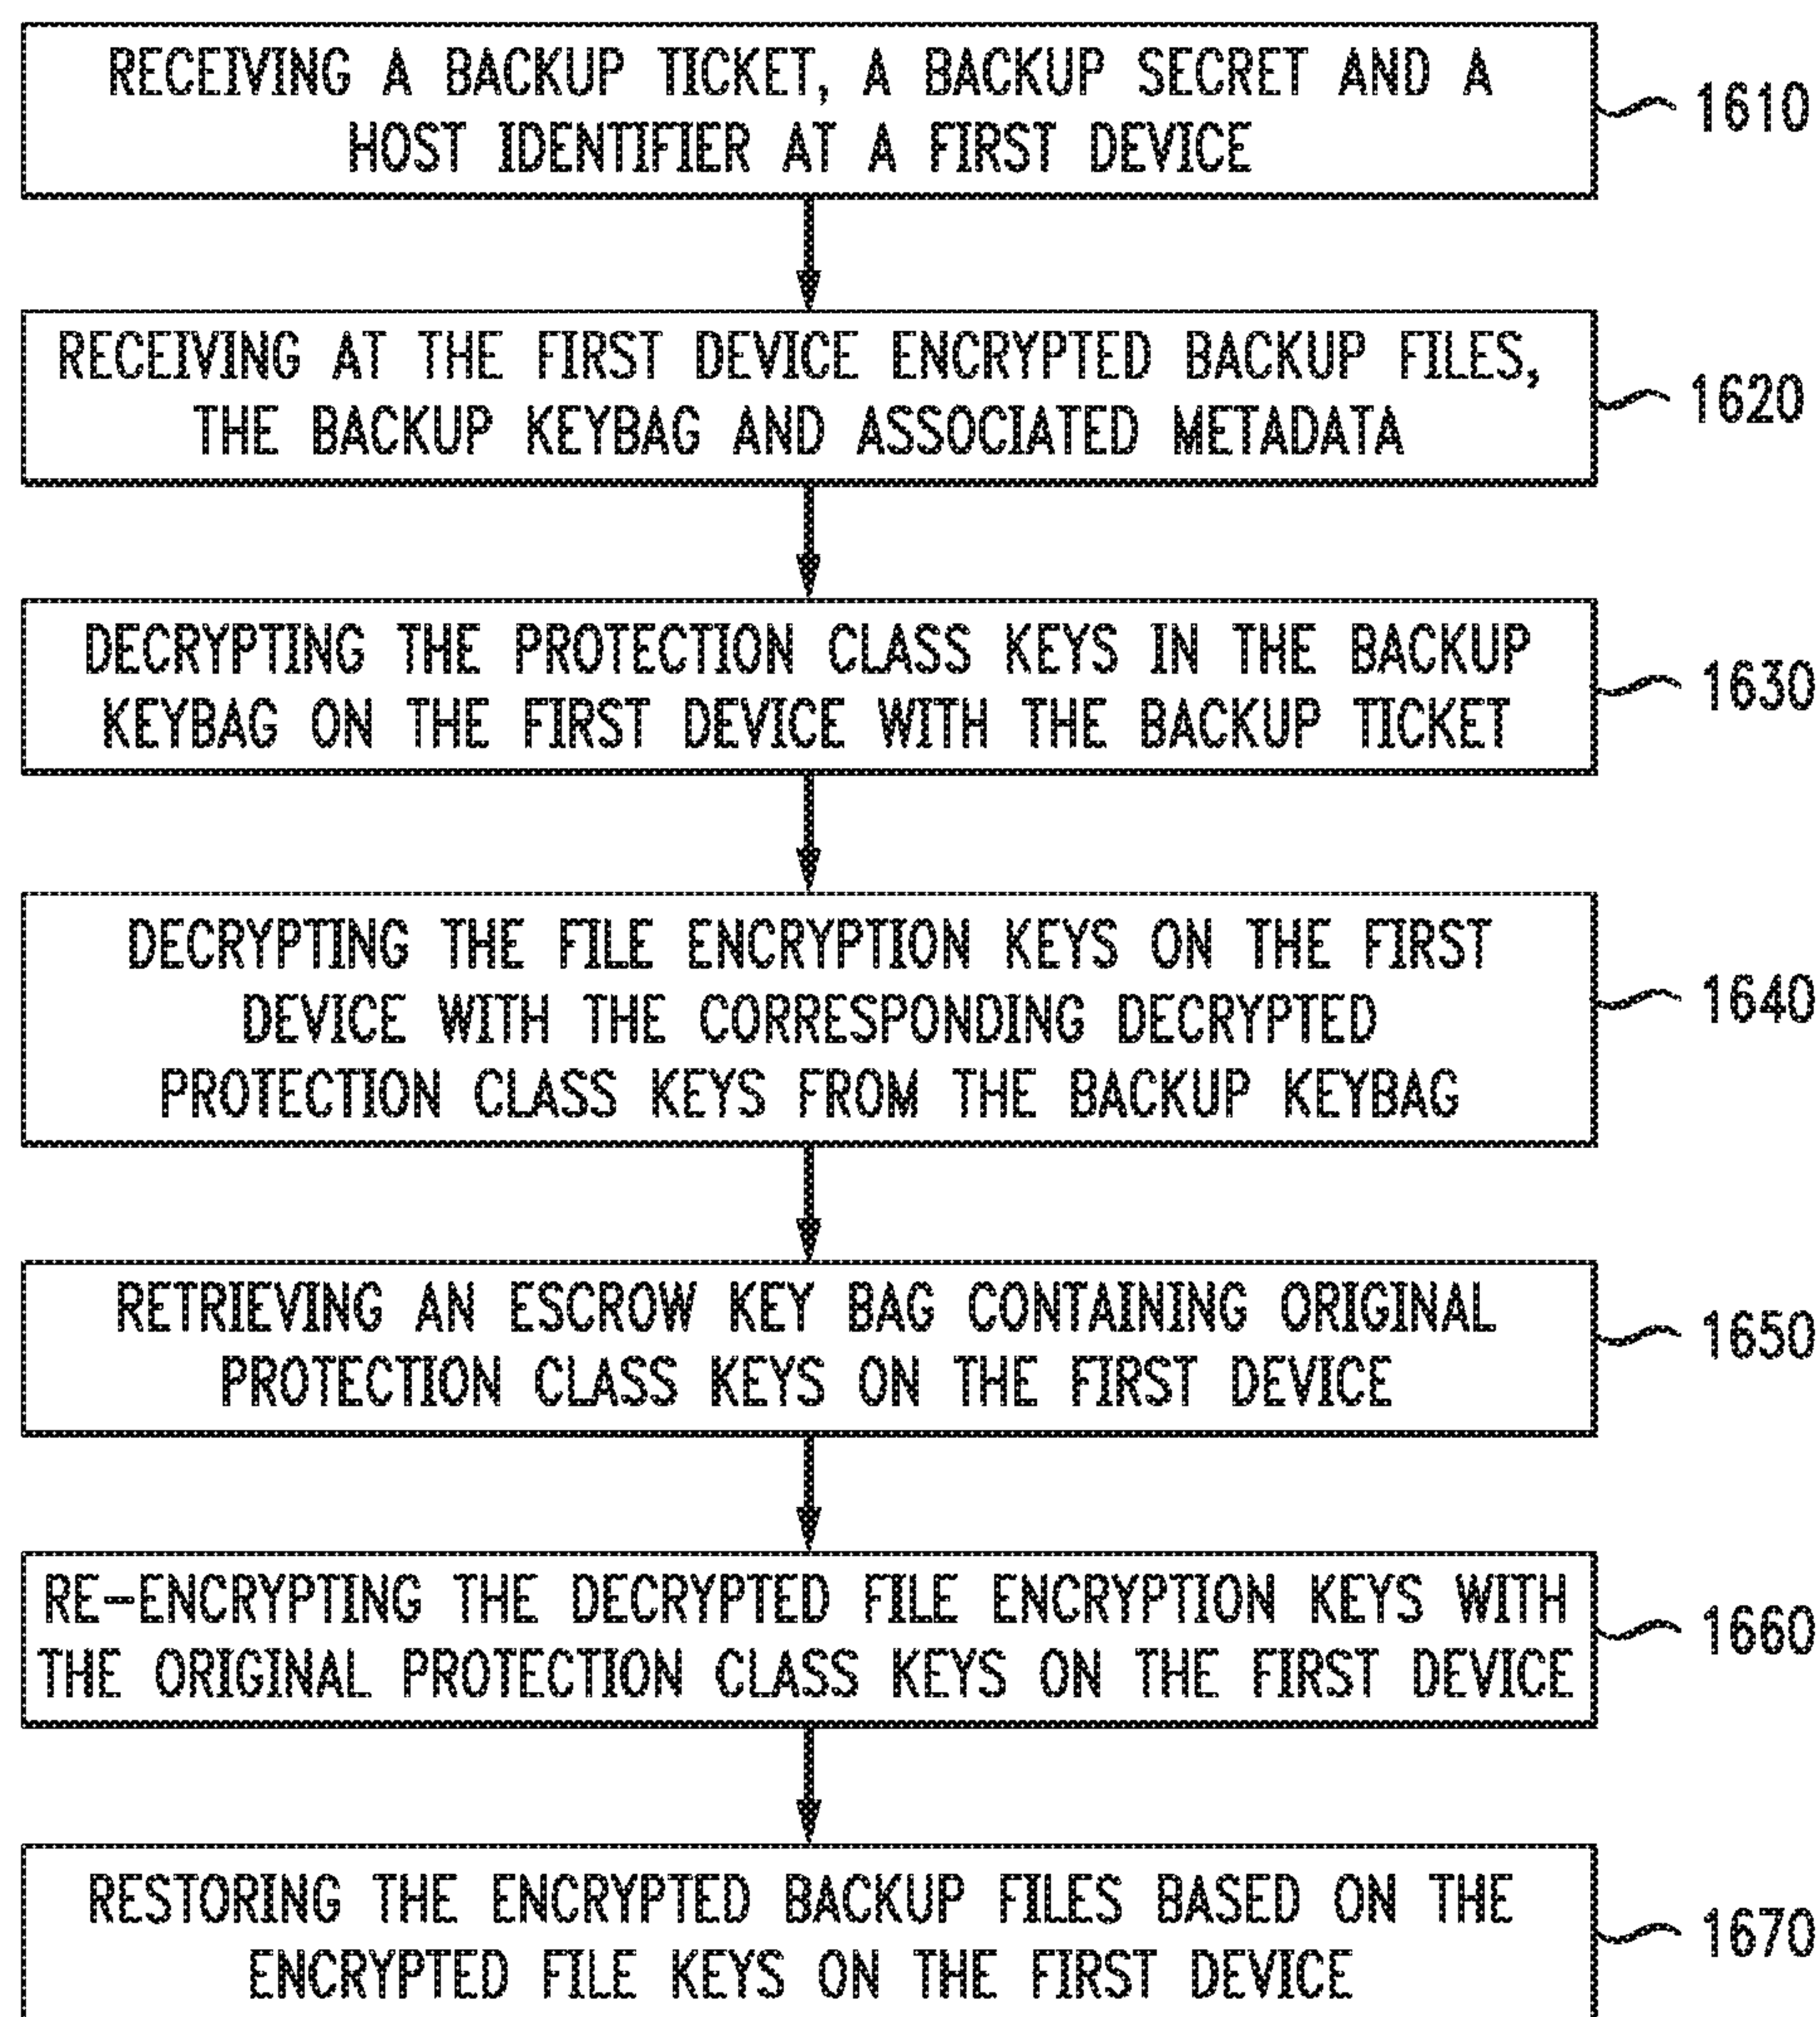 RECEIVING A BACKUP TICKET, A BACKUP SECRET AND A
HOST IDENTIFIER AT A FIRST DEVICE
1610
RECEIVING AT THE FIRST DEVICE ENCRYPTED BACKUP FILES,
THE BACKUP KEYBAG AND ASSOCIATED METADATA
1620
DECRYPTING THE PROTECTION CLASS KEYS IN THE BACKUP
KEYBAG ON THE FIRST DEVICE WITH THE BACKUP TICKET
1630
DECRYPTING THE FILE ENCRYPTION KEYS ON THE FIRST
DEVICE WITH THE CORRESPONDING DECRYPTED
PROTECTION CLASS KEYS FROM THE BACKUP KEYBAG
1640
RETRIEVING AN ESCROW KEY BAG CONTAINING ORIGINAL
PROTECTION CLASS KEYS ON THE FIRST DEVICE
1650
RE-ENCRYPTING THE DECRYPTED FILE ENCRYPTION KEYS WITH
THE ORIGINAL PROTECTION CLASS KEYS ON THE FIRST DEVICE
1660
RESTORING THE ENCRYPTED BACKUP FILES BASED ON THE
ENCRYPTED FILE KEYS ON THE FIRST DEVICE
1670